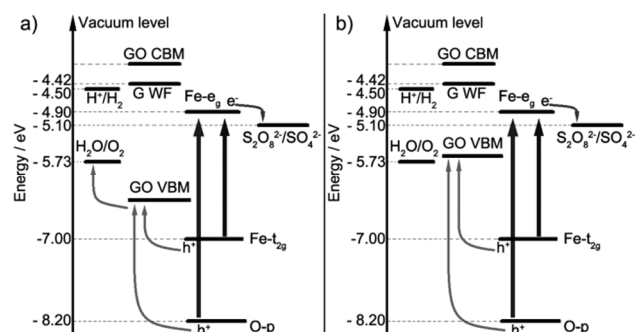 a)
Vacuum level
GO CBM
- 4.42
G WF
- 4.50
H⁺/H₂
Fe-e_g e⁻
- 4.90
- 5.10
S₂O₈²⁻/SO₄²⁻
H₂O/O₂
- 5.73
GO VBM
-7.00
h⁺
Fe-t₂g
- 8.20
h⁺
O-p
Energy / eV
b)
Vacuum level
GO CBM
- 4.42
G WF
- 4.50
H⁺/H₂
Fe-e_g e⁻
- 4.90
- 5.10
S₂O₈²⁻/SO₄²⁻
H₂O/O₂
GO VBM
- 5.73
-7.00
h⁺
Fe-t₂g
- 8.20
h⁺
O-p
Energy / eV